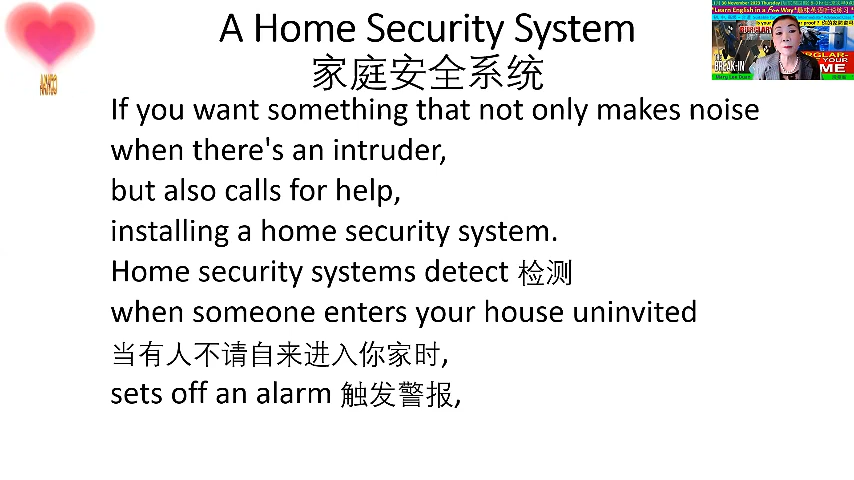 A Home Security System
家庭安全系统
If you want something that not only makes noise
when there's an intruder,
but also calls for help,
installing a home security system.
Home security systems detect 检测
when someone enters your house uninvited
当有人不请自来进入你家时,
sets off an alarm 触发警报,